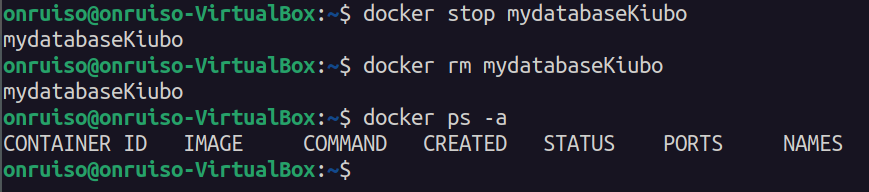 onruiso@onruiso-VirtualBox:~$ docker stop mydatabaseKiubo
mydatabaseKiubo
onruiso@onruiso-VirtualBox:~$ docker rm mydatabaseKiubo
mydatabaseKiubo
onruiso@onruiso-VirtualBox:~$ docker ps -a
CONTAINER ID   IMAGE     COMMAND   CREATED   STATUS    PORTS     NAMES
onruiso@onruiso-VirtualBox:~$